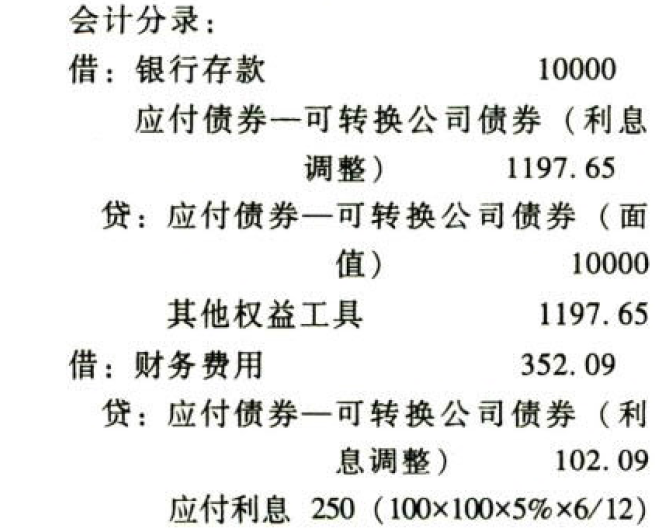 会计分录：
借：银行存款 10000
应付债券—可转换公司债券（利息
调整） 1197.65
贷：应付债券—可转换公司债券（面
值） 10000
其他权益工具 1197.65
借：财务费用 352.09
贷：应付债券—可转换公司债券（利
息调整） 102.09
应付利息 250（100×100×5%×6/12）